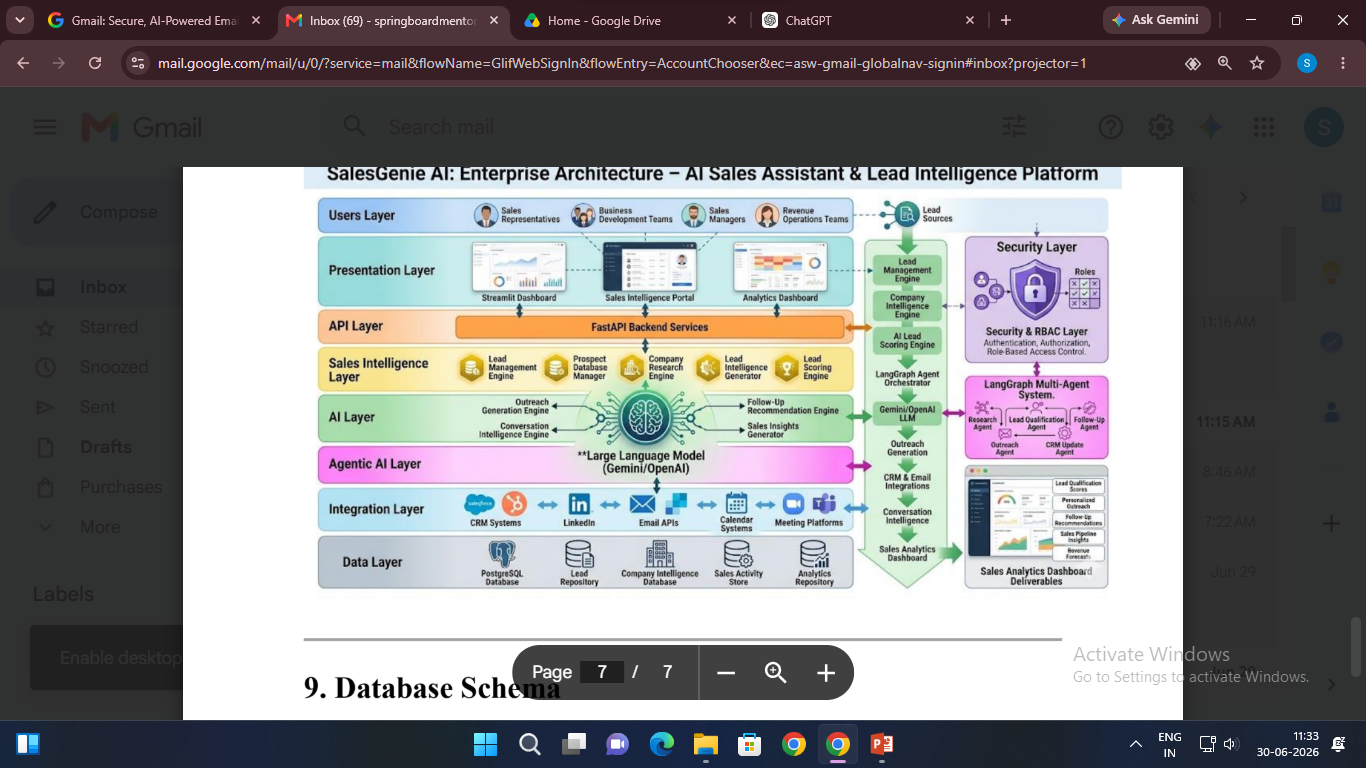 Gmail: Secure, AI-Powered Emai
Inbox (69) - springboardmentor
Home - Google Drive
ChatGPT
Ask Gemini
mail.google.com/mail/u/0/?service=mail&flowName=GlifWebSignIn&flowEntry=AccountChooser&ec=asw-gmail-globalnav-signin#inbox?projector=1
S
Gmail
Search mail
S
Compose
Inbox
Starred
Snoozed
Sent
Drafts
Purchases
More
Labels
Enable desktop
11:16 AM
11:15 AM
8:46 AM
7:22 AM
Jun 29
SalesGenie AI: Enterprise Architecture – AI Sales Assistant & Lead Intelligence Platform
Users Layer
Sales
Representatives
Business
Development Teams
Sales
Managers
Revenue
Operations Teams
Lead
Sources
Presentation Layer
Streamlit Dashboard
Sales Intelligence Portal
Analytics Dashboard
API Layer
FastAPI Backend Services
Sales Intelligence
Layer
Lead
Management
Engine
Prospect
Database
Manager
Company
Research
Engine
Lead
Intelligence
Generator
Lead
Scoring
Engine
AI Layer
Outreach
Generation Engine
Conversation
Intelligence Engine
Follow-Up
Recommendation Engine
Sales Insights
Generator
Agentic AI Layer
**Large Language Model
(Gemini/OpenAI)
Integration Layer
salesforce
CRM Systems
LinkedIn
Email APIs
Calendar
Systems
Meeting Platforms
Data Layer
PostgreSQL
Database
Lead
Repository
Company Intelligence
Database
Sales Activity
Store
Analytics
Repository
Lead
Management
Engine
Company
Intelligence
Engine
AI Lead
Scoring Engine
LangGraph Agent
Orchestrator
Gemini/OpenAI
LLM
Outreach
Generation
CRM & Email
Integrations
Conversation
Intelligence
Sales Analytics
Dashboard
Security Layer
Roles
Security & RBAC Layer
Authentication, Authorization,
Role-Based Access Control.
LangGraph Multi-Agent
System.
Research
Agent
Lead Qualification
Agent
Follow-Up
Agent
Outreach
Agent
CRM Update
Agent
Lead Qualification
Scores
Personalized
Outreach
Follow-Up
Recommendations
Sales Pipeline
Insights
Revenue
Forecasts
Sales Analytics Dashboard
Deliverables
9. Database Schema
Page 7 / 7
Activate Windows
Go to Settings to activate Windows.
ENG
IN
11:33
30-06-2026